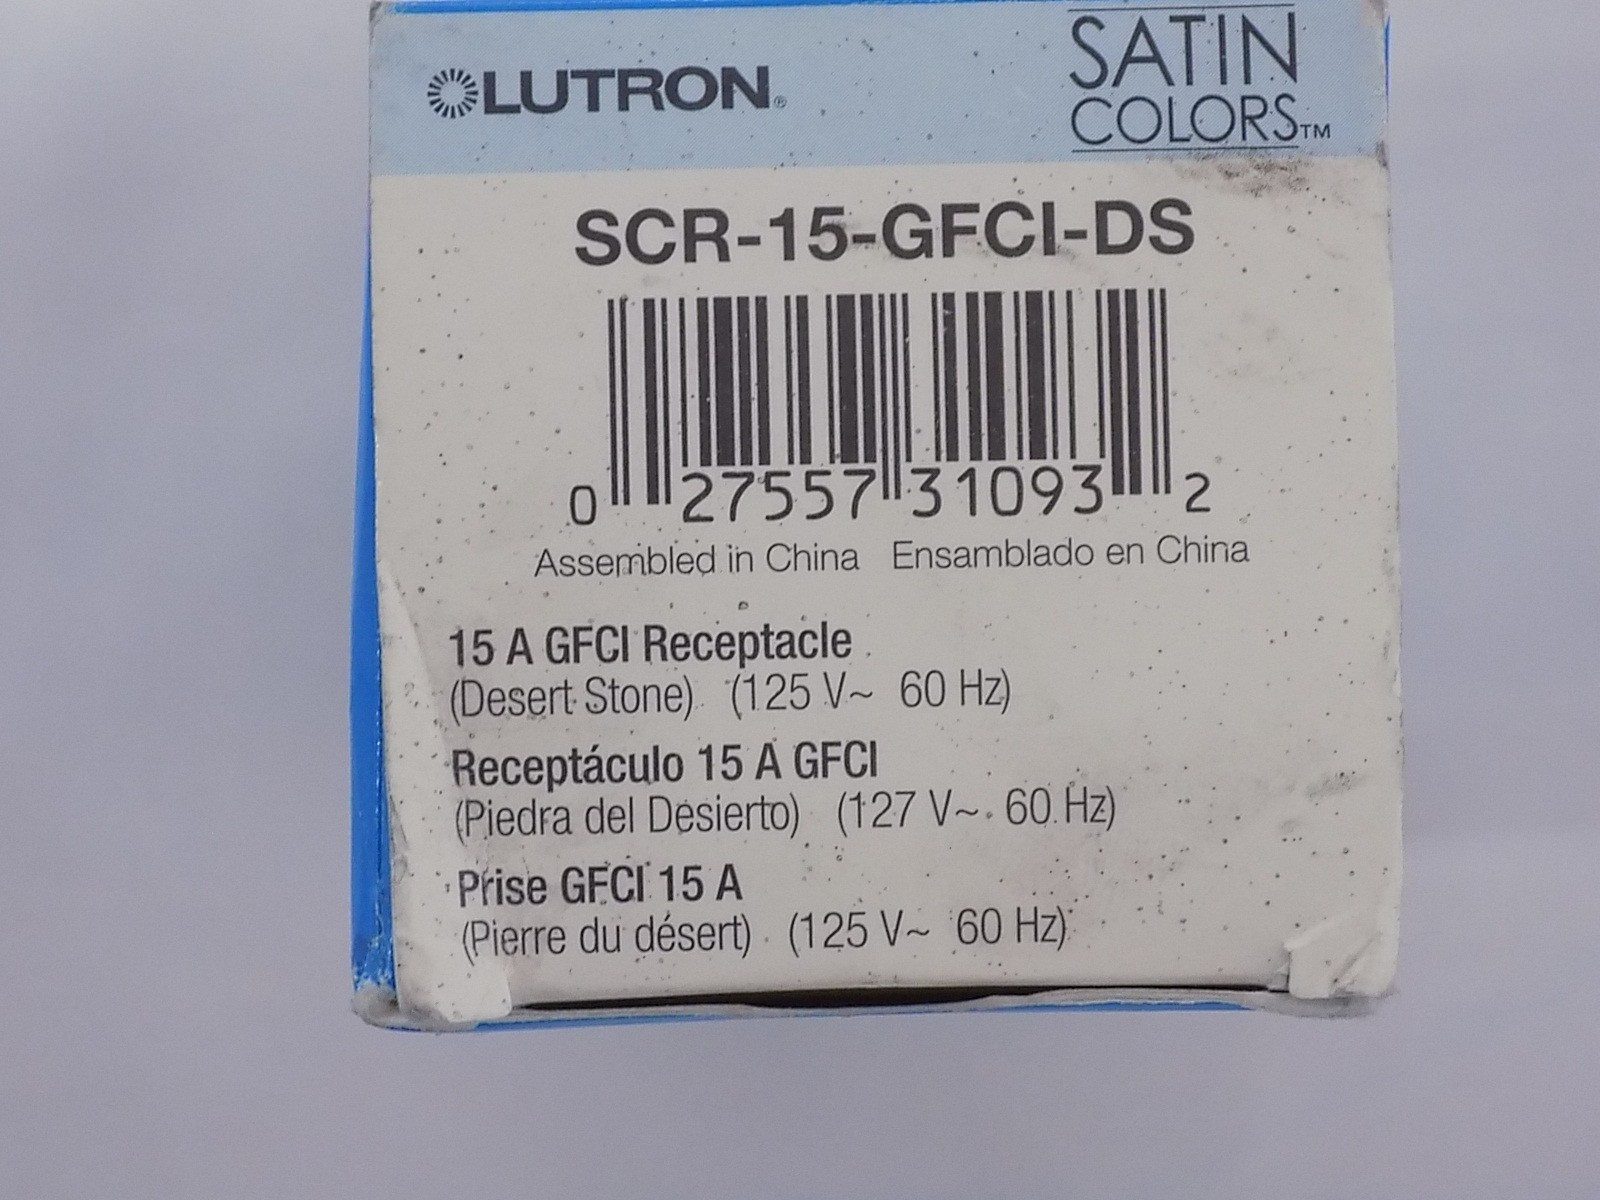 LUTRON® SATIN
COLORS™
SCR-15-GFCI-DS
0 27557 31093 2
Assembled in China Ensamblado en China
15 A GFCI Receptacle
(Desert Stone) (125 V~ 60 Hz)
Receptáculo 15 A GFCI
(Piedra del Desierto) (127 V~ 60 Hz)
Prise GFCI 15 A
(Pierre du désert) (125 V~ 60 Hz)